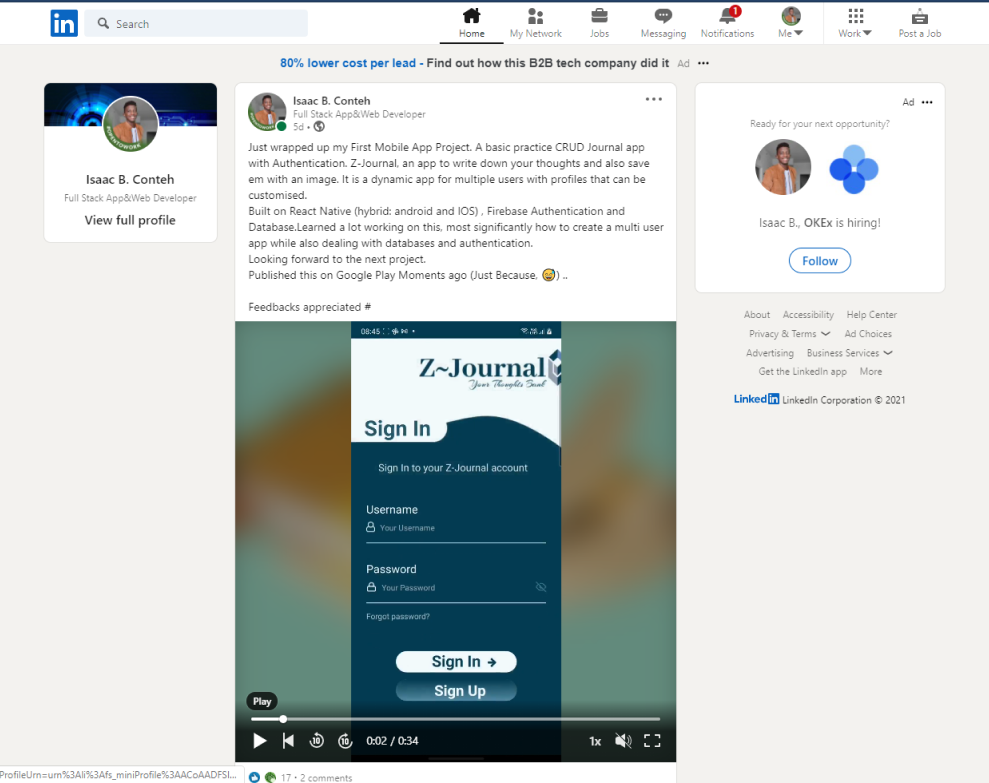 in
Search
1
Home
My Network
Jobs
Messaging
Notifications
Me
Work
Post a Job
80% lower cost per lead - Find out how this B2B tech company did it Ad
#OPENTOWORK
Isaac B. Conteh
Full Stack App&Web Developer
View full profile
Isaac B. Conteh
Full Stack App&Web Developer
5d •
Just wrapped up my First Mobile App Project. A basic practice CRUD Journal app
with Authentication. Z-Journal, an app to write down your thoughts and also save
em with an image. It is a dynamic app for multiple users with profiles that can be
customised.
Built on React Native (hybrid: android and IOS) , Firebase Authentication and
Database.Learned a lot working on this, most significantly how to create a multi user
app while also dealing with databases and authentication.
Looking forward to the next project.
Published this on Google Play Moments ago (Just Because, 😅) ..
Feedbacks appreciated #
08:45
Z~Journal
Your Thoughts Soul
Sign In
Sign In to your Z-Journal account
Username
Your Username
Password
Your Password
Forgot password?
Sign In →
Sign Up
Play
10
10
0:02 / 0:34
1x
ProfileUrn=urn%3Ali%3Afs_miniProfile%3AACoAADFSI...
17 • 2 comments
Ad
Ready for your next opportunity?
Isaac B., OKEx is hiring!
Follow
About Accessibility Help Center
Privacy & Terms Ad Choices
Advertising Business Services
Get the LinkedIn app More
LinkedIn LinkedIn Corporation © 2021